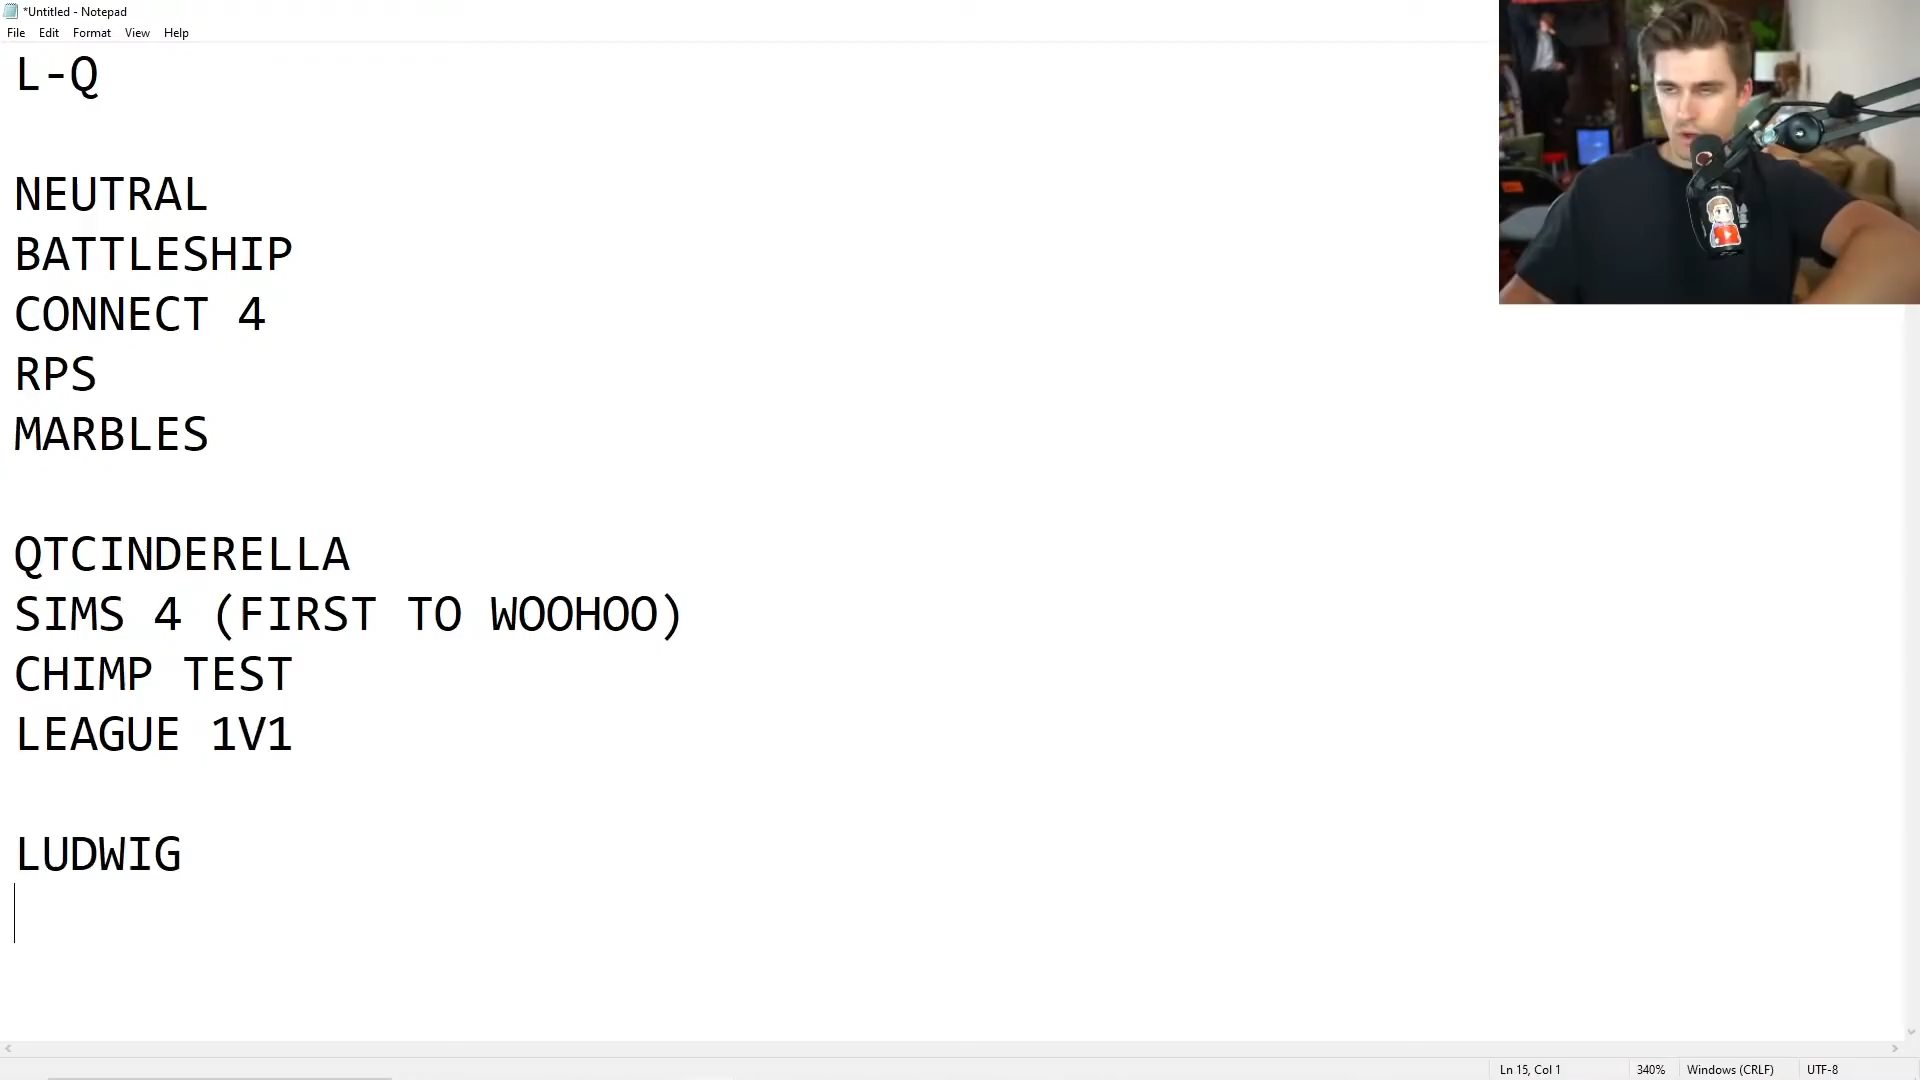 *Untitled - Notepad
File Edit Format View Help
L-Q
NEUTRAL
BATTLESHIP
CONNECT 4
RPS
MARBLES
QTCINDERELLA
SIMS 4 (FIRST TO WOOHOO)
CHIMP TEST
LEAGUE 1V1
LUDWIG
Ln 15, Col 1 340% Windows (CRLF) UTF-8